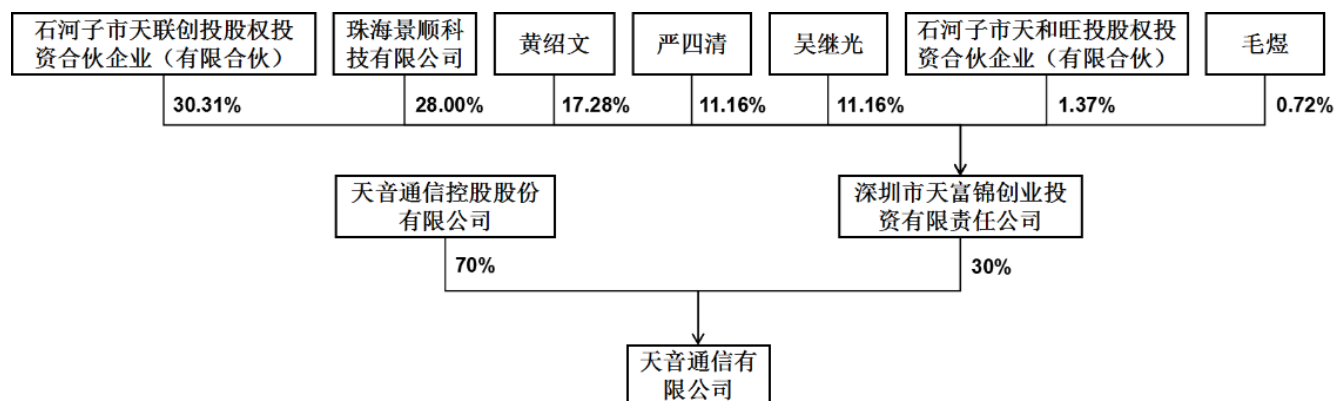 石河子市天联创投股权投
资合伙企业（有限合伙）
珠海景顺科
技有限公司
黄绍文
严四清
吴继光
石河子市天和旺投股权投
资合伙企业（有限合伙）
毛煜
30.31%
28.00%
17.28%
11.16%
11.16%
1.37%
0.72%
天音通信控股股份
有限公司
深圳市天富锦创业投
资有限责任公司
70%
30%
天音通信有
限公司